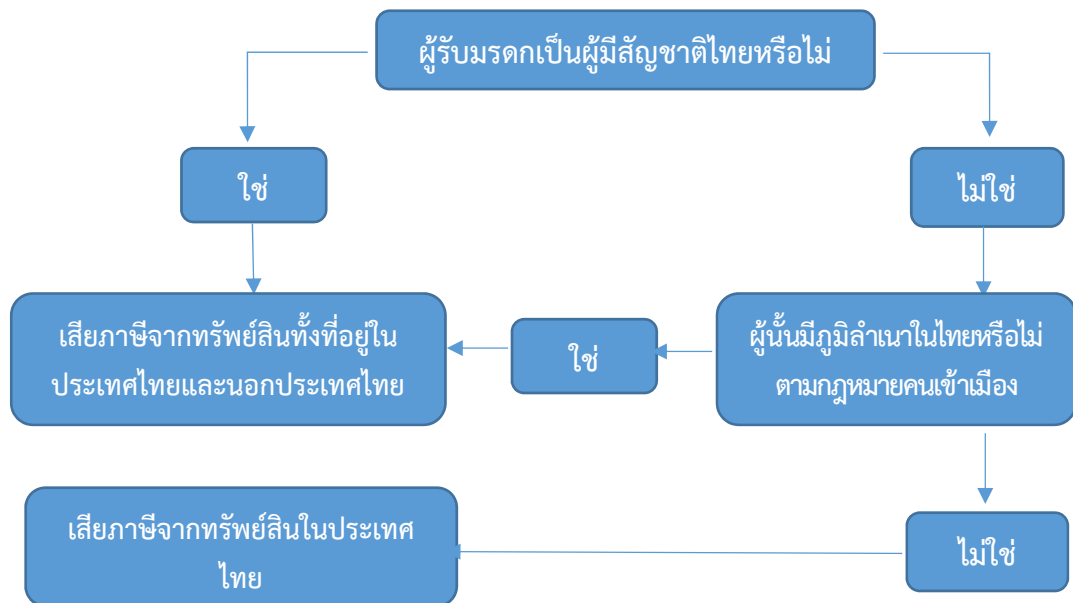 ผู้รับมรดกเป็นผู้มีสัญชาติไทยหรือไม่
ใช่
ไม่ใช่
เสียภาษีจากทรัพย์สินทั้งที่อยู่ใน
ประเทศไทยและนอกประเทศไทย
ใช่
ผู้นั้นมีภูมิลำเนาในไทยหรือไม่
ตามกฎหมายคนเข้าเมือง
เสียภาษีจากทรัพย์สินในประเทศ
ไทย
ไม่ใช่